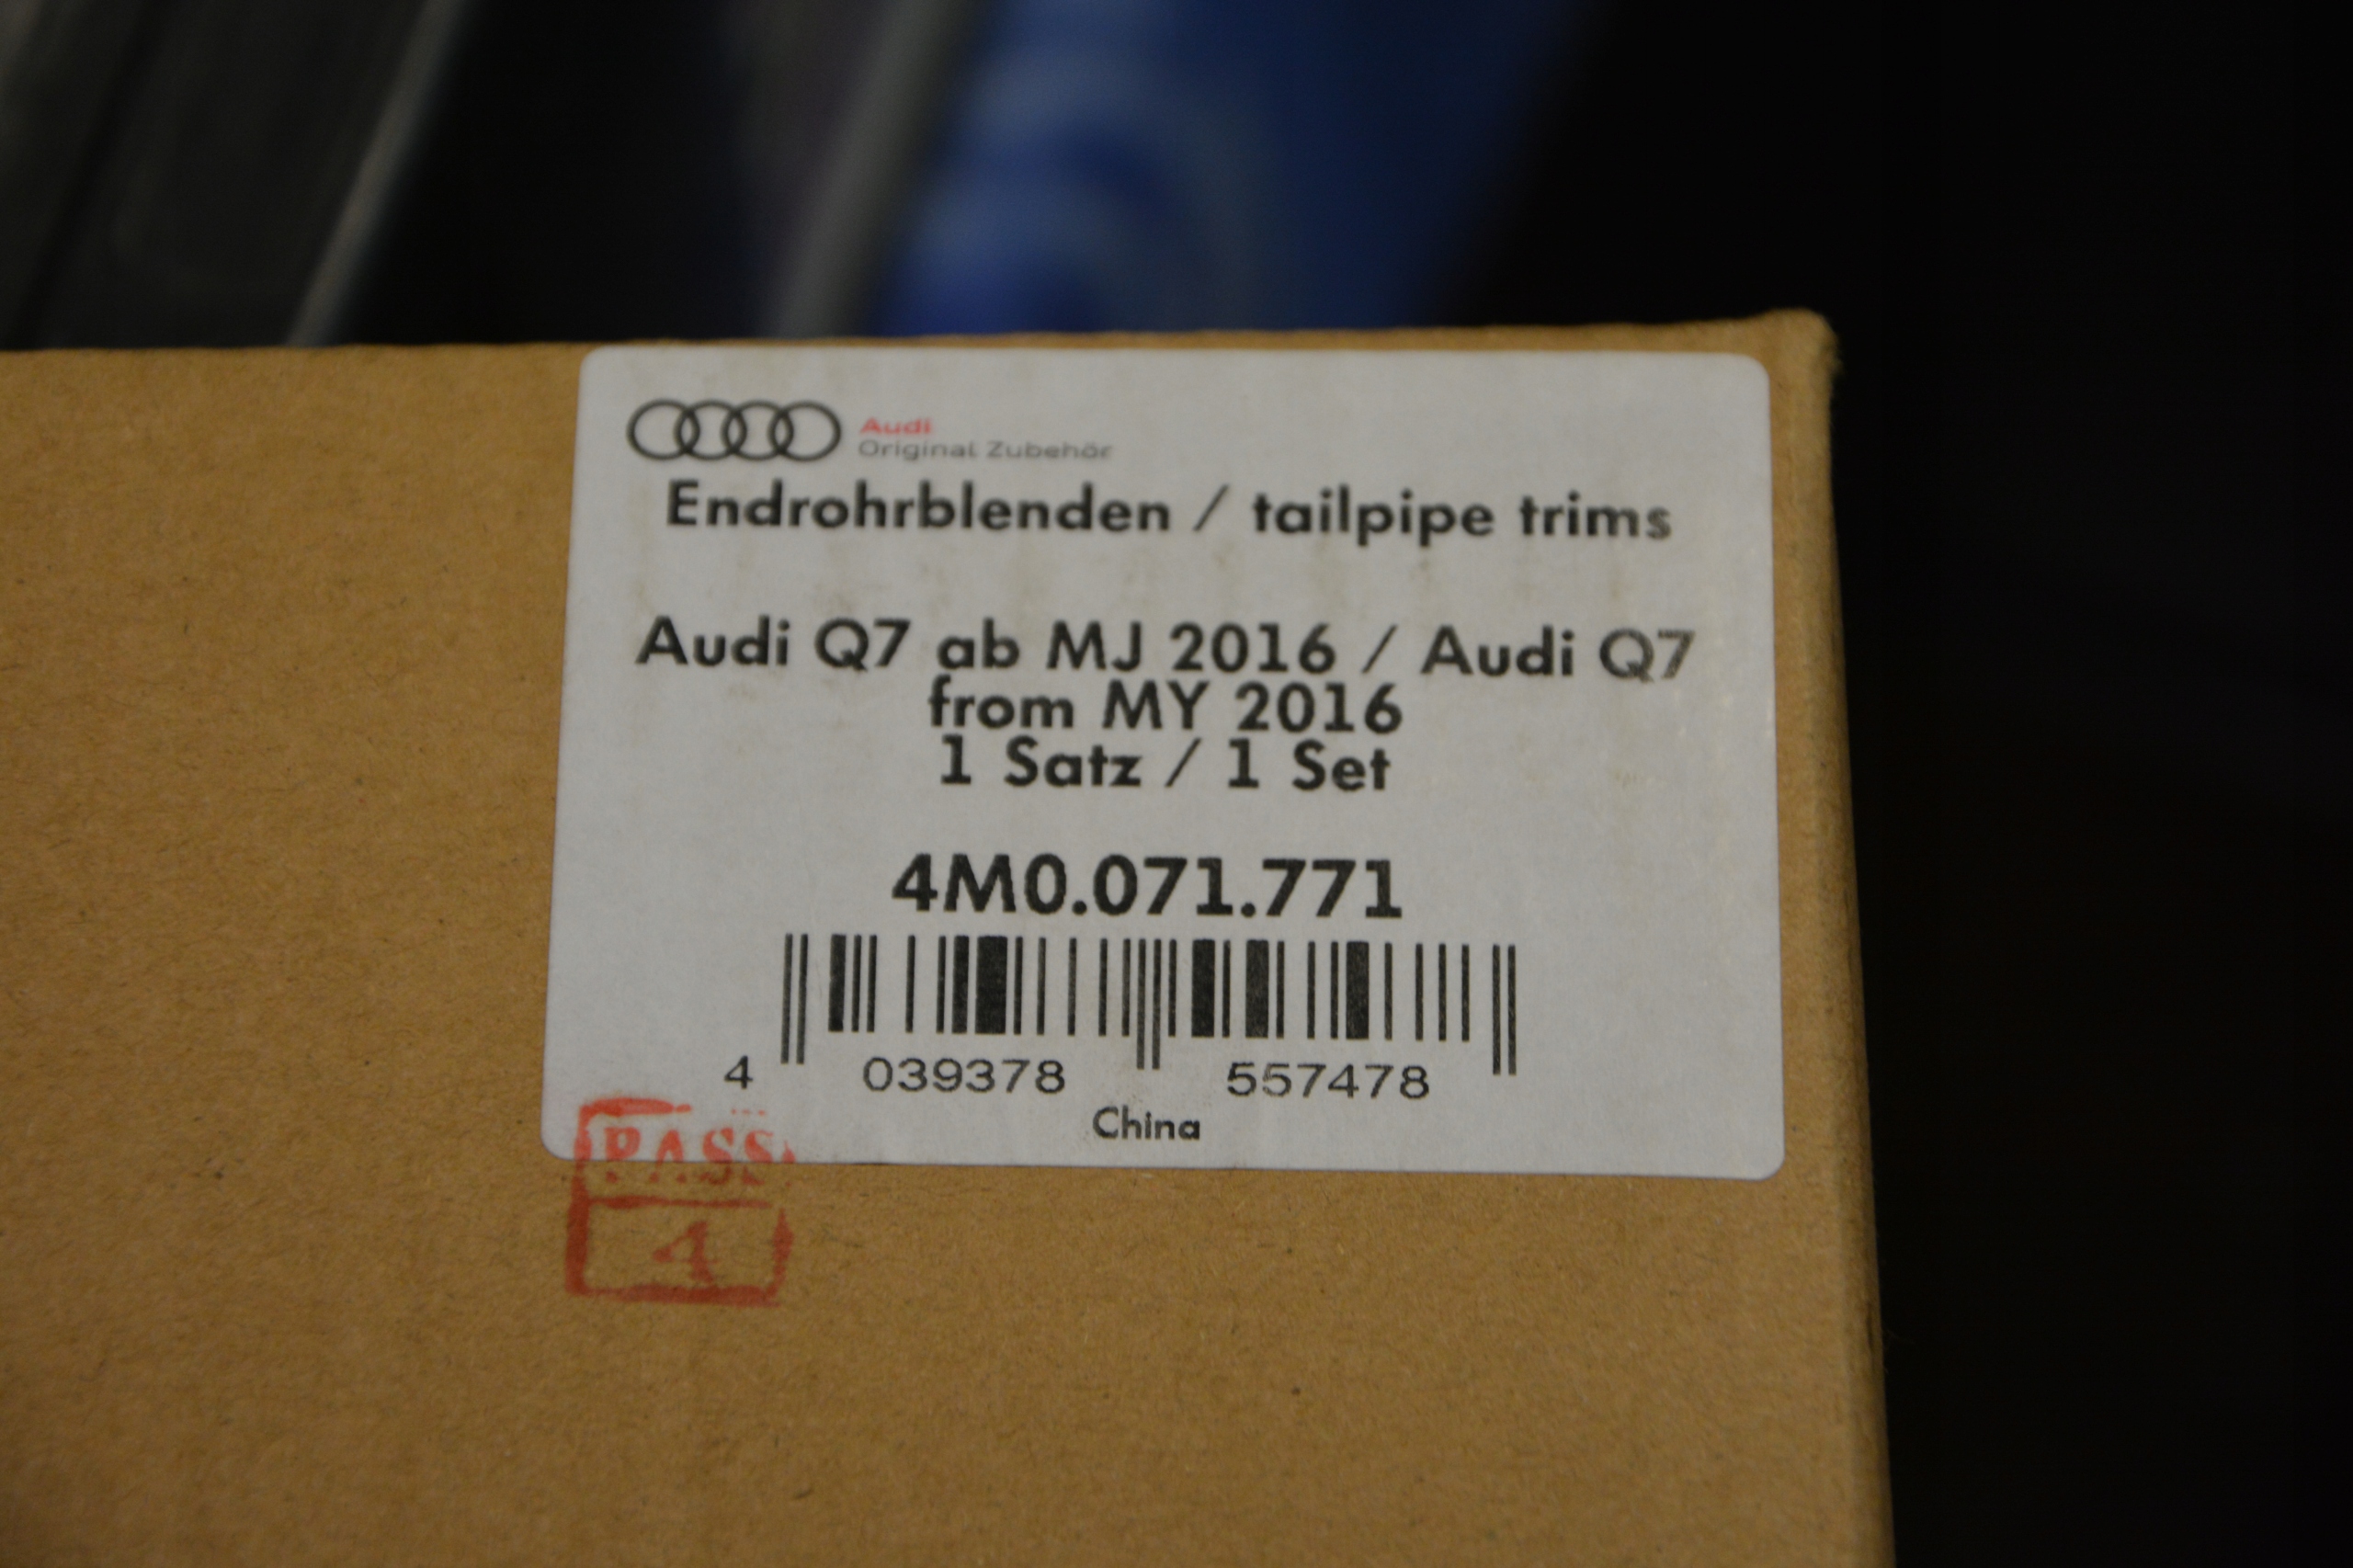 Audi
Original Zubehör
Endrohrblenden / tailpipe trims
Audi Q7 ab MJ 2016 / Audi Q7
from MY 2016
1 Satz / 1 Set
4M0.071.771
4 039378 557478
China
PASS
4